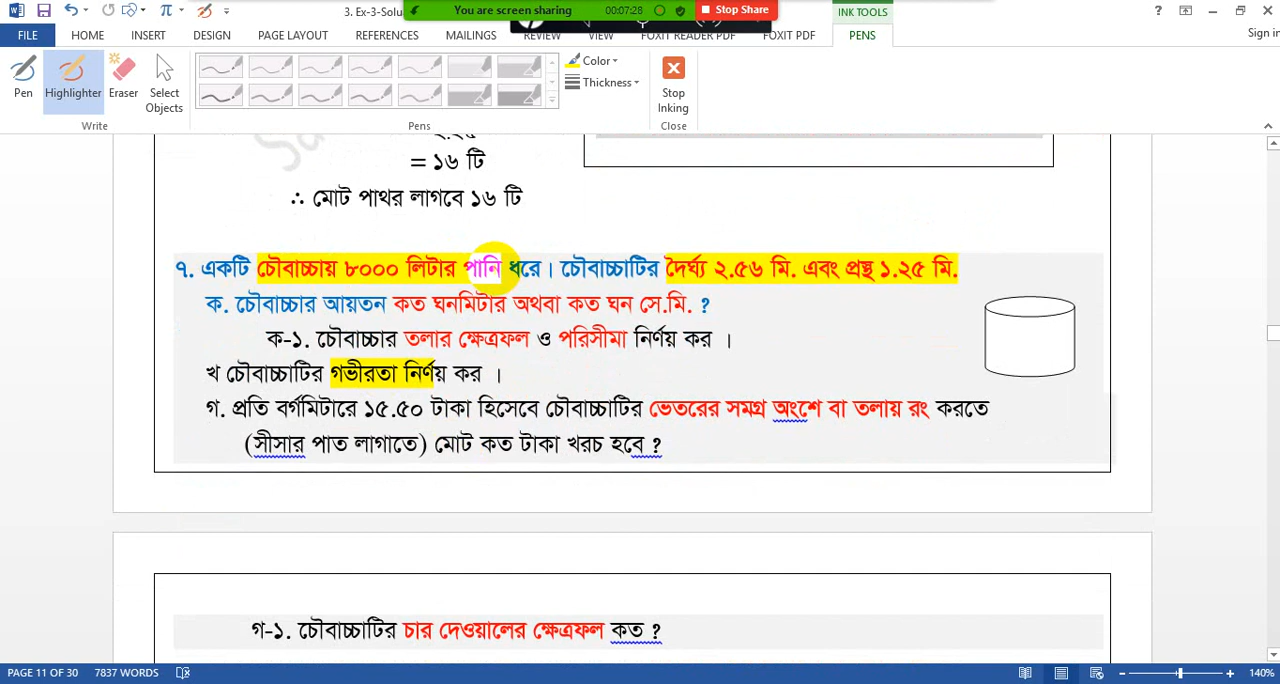 3. Ex-3-Solu
You are screen sharing
00:07:28
Stop Share
INK TOOLS
Sign in
FILE HOME INSERT DESIGN PAGE LAYOUT REFERENCES MAILINGS REVIEW VIEW FOXIT READER PDF FOXIT PDF PENS
Pen Highlighter Eraser Select Objects
Color
Thickness
Stop Inking
Write Pens Close
= ১৬ টি
∴ মোট পাথর লাগবে ১৬ টি
৭. একটি চৌবাচ্চায় ৮০০০ লিটার পানি ধরে। চৌবাচ্চাটির দৈর্ঘ্য ২.৫৬ মি. এবং প্রস্থ ১.২৫ মি.
ক. চৌবাচ্চার আয়তন কত ঘনমিটার অথবা কত ঘন সে.মি. ?
ক-১. চৌবাচ্চার তলার ক্ষেত্রফল ও পরিসীমা নির্ণয় কর ।
খ চৌবাচ্চাটির গভীরতা নির্ণয় কর ।
গ. প্রতি বর্গমিটারে ১৫.৫০ টাকা হিসেবে চৌবাচ্চাটির ভেতরের সমগ্র অংশে বা তলায় রং করতে
(সীসার পাত লাগাতে) মোট কত টাকা খরচ হবে ?
গ-১. চৌবাচ্চাটির চার দেওয়ালের ক্ষেত্রফল কত ?
PAGE 11 OF 30 7837 WORDS 140%